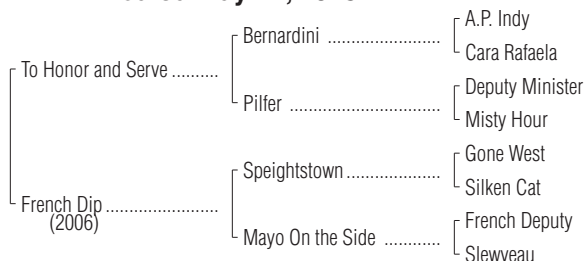 A.P. Indy
Bernardini
Cara Rafaela
To Honor and Serve
Deputy Minister
Pilfer
Misty Hour
Gone West
Speightstown
Silken Cat
French Dip
(2006)
French Deputy
Mayo On the Side
Slewveau